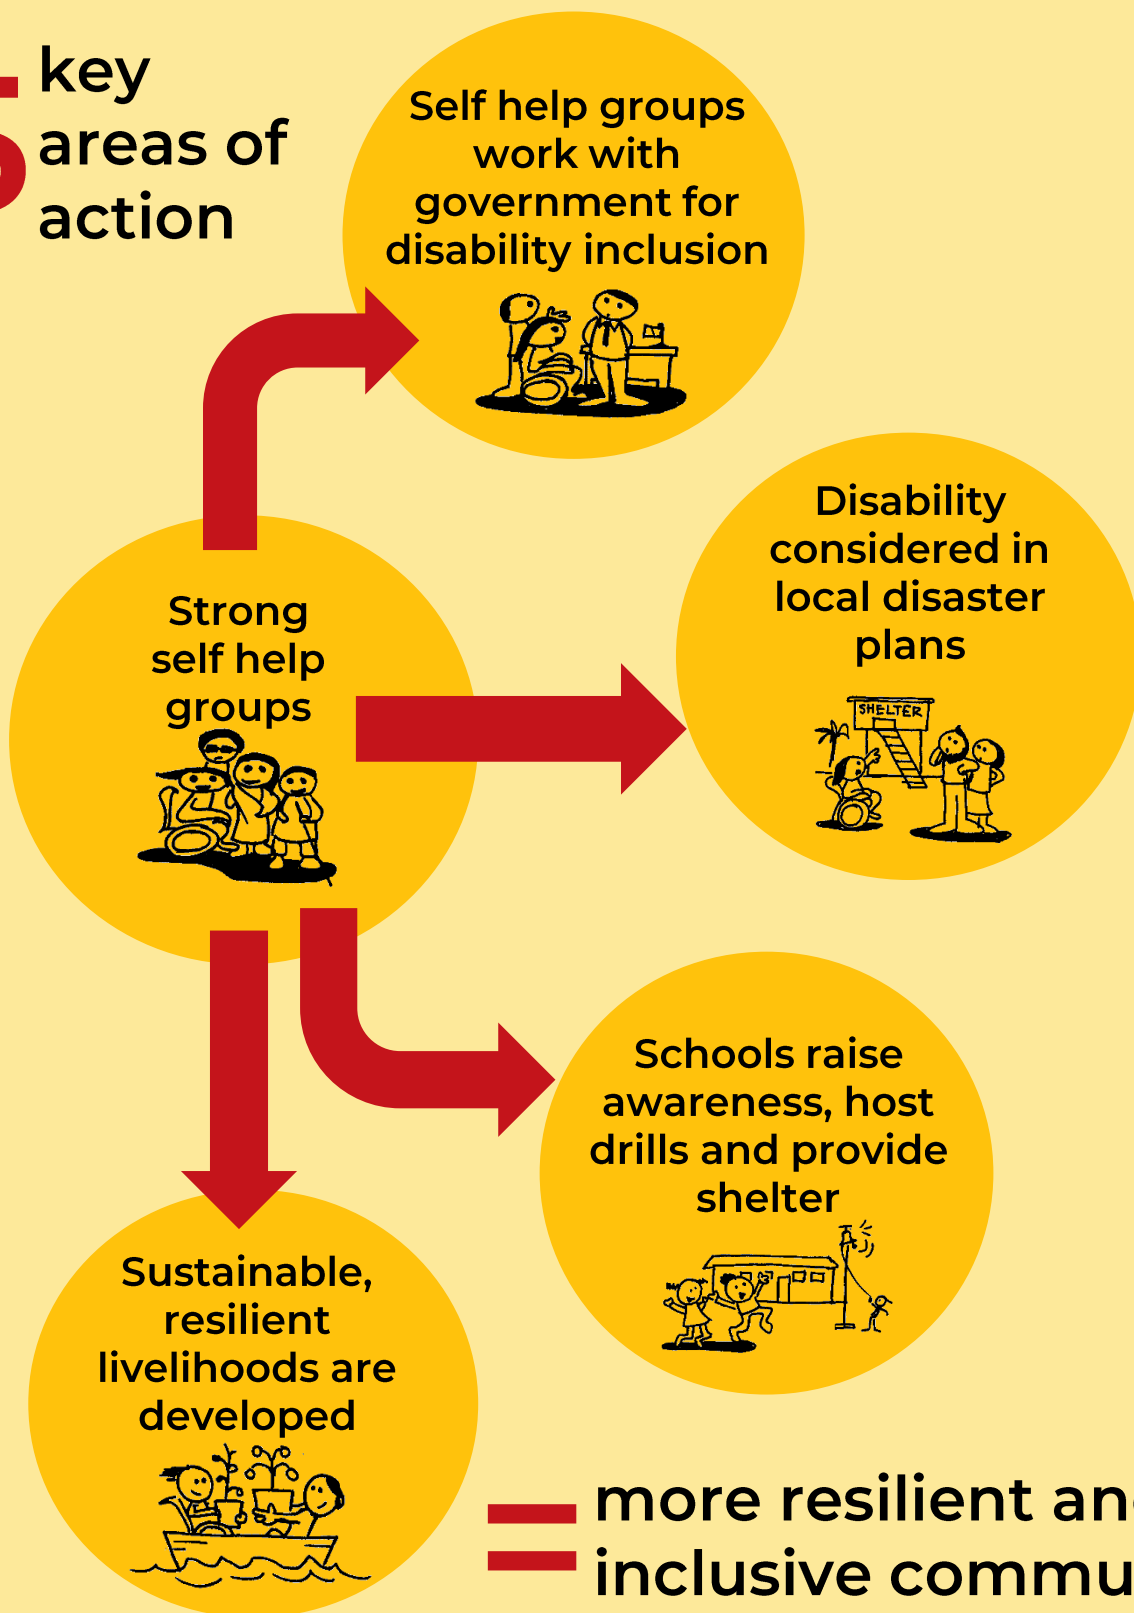 5 key
areas of
action
Self help groups
work with
government for
disability inclusion
Disability
considered in
local disaster
plans
SHELTER
Strong
self help
groups
Schools raise
awareness, host
drills and provide
shelter
Sustainable,
resilient
livelihoods are
developed
= more resilient
inclusive